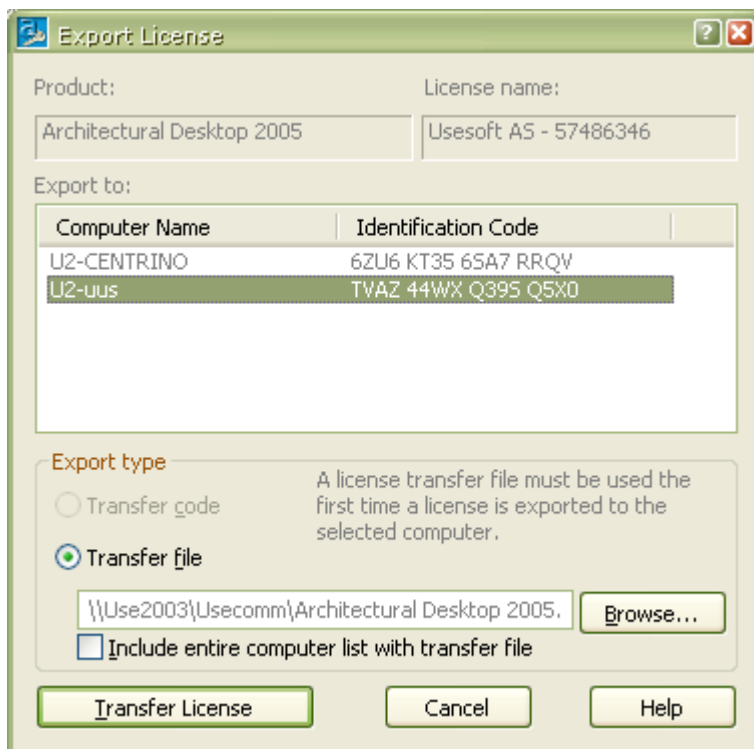 Export License
Product: License name:
Architectural Desktop 2005 Usesoft AS - 57486346
Export to:
Computer Name Identification Code
U2-CENTRINO 6ZU6 KT35 6SA7 RRQV
U2-uus TVAZ 44WX Q39S Q5X0
Export type
Transfer code
A license transfer file must be used the
first time a license is exported to the
selected computer.
Transfer file
\\Use2003\Usecomm\Architectural Desktop 2005. Browse...
Include entire computer list with transfer file
Transfer License Cancel Help